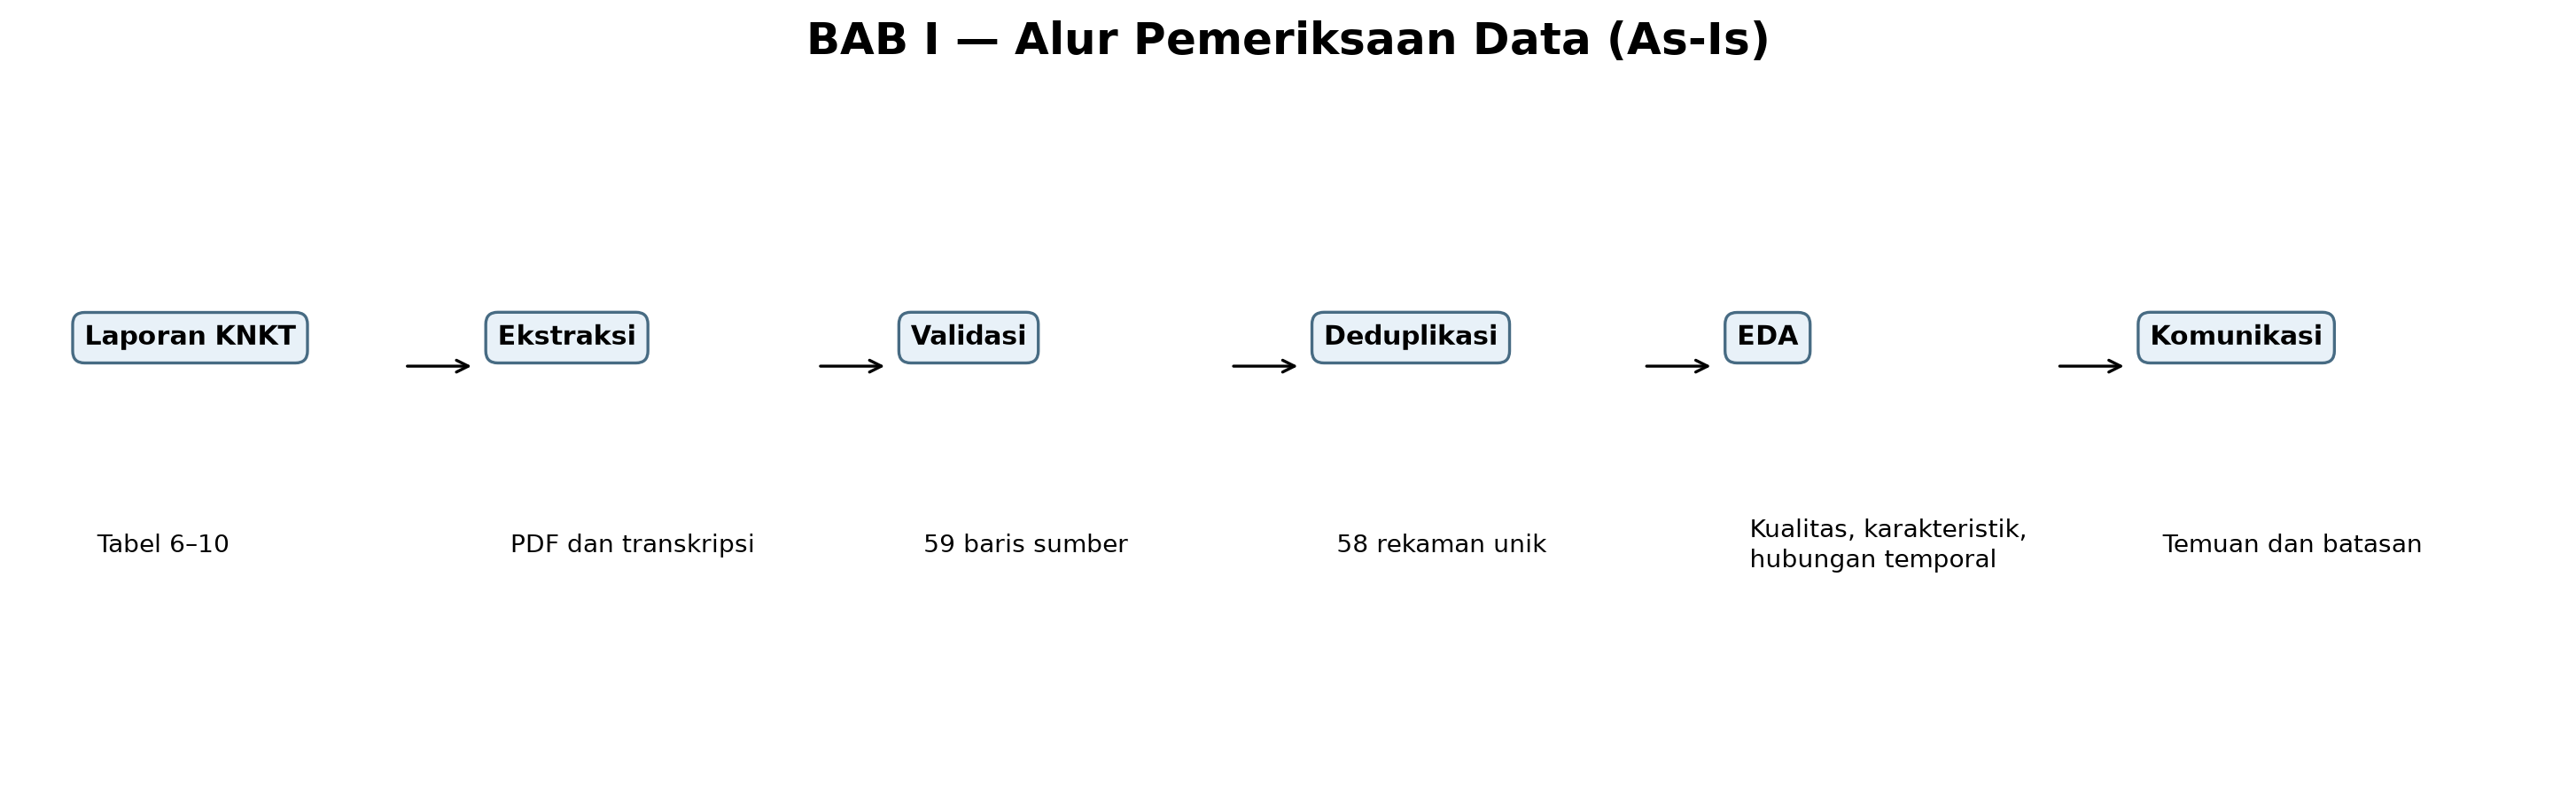 BAB I — Alur Pemeriksaan Data (As-Is)
Laporan KNKT
Ekstraksi
Validasi
Deduplikasi
EDA
Komunikasi
Tabel 6–10
PDF dan transkripsi
59 baris sumber
58 rekaman unik
Kualitas, karakteristik,
hubungan temporal
Temuan dan batasan